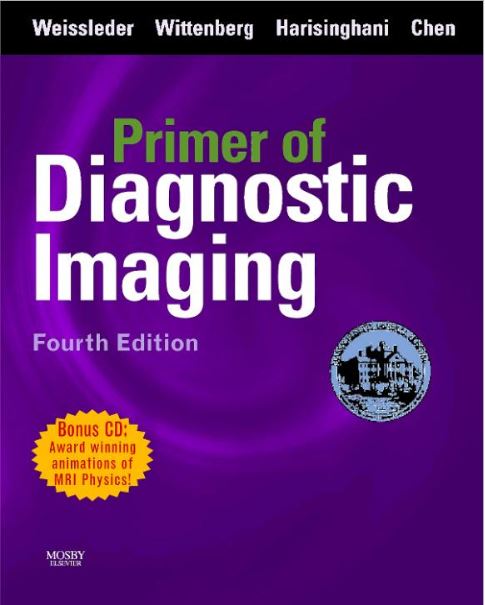 Weissleder Wittenberg Harisinghani Chen
Primer of
Diagnostic
Imaging
Fourth Edition
Bonus CD:
Award winning
animations of
MRI Physics!
MOSBY
ELSEVIER